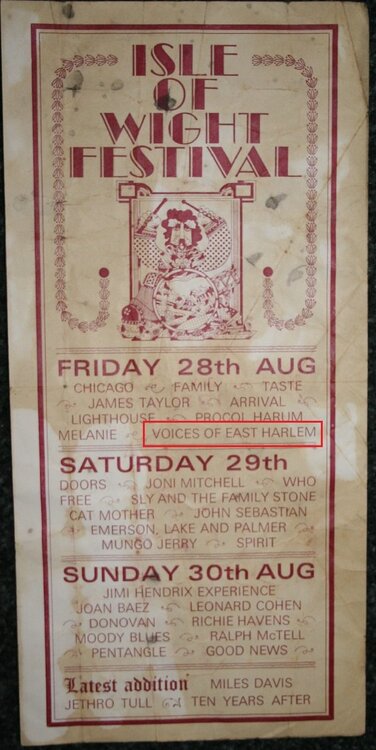 ISLE
OF
WIGHT
FESTIVAL
FRIDAY 28th AUG
CHICAGO FAMILY TASTE
JAMES TAYLOR ARRIVAL
LIGHTHOUSE PROCOL HARUM
MELANIE VOICES OF EAST HARLEM
SATURDAY 29th
DOORS JONI MITCHELL WHO
FREE SLY AND THE FAMILY STONE
CAT MOTHER JOHN SEBASTIAN
EMERSON, LAKE AND PALMER
MUNGO JERRY SPIRIT
SUNDAY 30th AUG
JIMI HENDRIX EXPERIENCE
JOAN BAEZ LEONARD COHEN
DONOVAN RICHIE HAVENS
MOODY BLUES RALPH McTELL
PENTANGLE GOOD NEWS
Latest addition MILES DAVIS
JETHRO TULL TEN YEARS AFTER